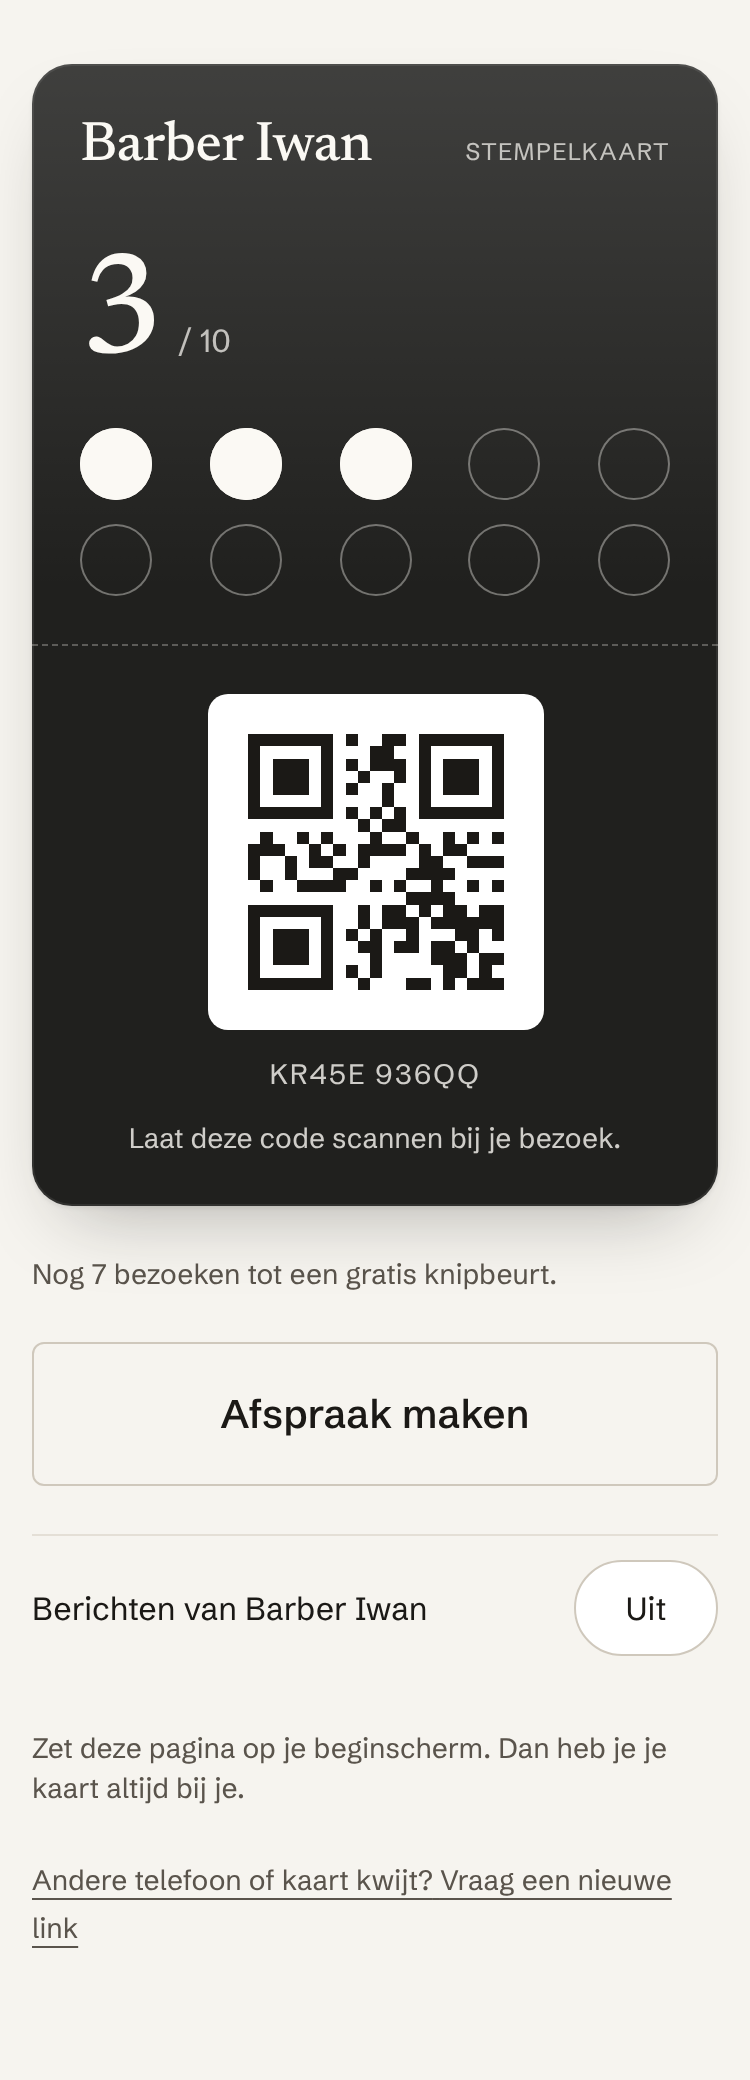 Barber Iwan
STEMPELKAART
3 / 10
KR45E 936QQ
Laat deze code scannen bij je bezoek.
Nog 7 bezoeken tot een gratis knipbeurt.
Afspraak maken
Berichten van Barber Iwan
Uit
Zet deze pagina op je beginscherm. Dan heb je je
kaart altijd bij je.
Andere telefoon of kaart kwijt? Vraag een nieuwe
link